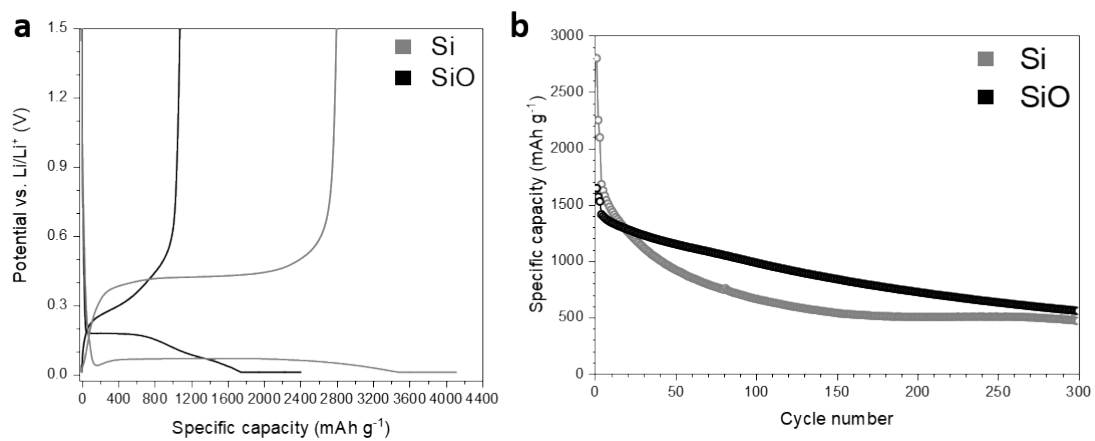 a
Potential vs. Li/Li⁺ (V)
1.5
1.2
0.9
0.6
0.3
0.0
Si
SiO
0 400 800 1200 1600 2000 2400 2800 3200 3600 4000 4400
Specific capacity (mAh g⁻¹)
b
Specific capacity (mAh g⁻¹)
3000
2500
2000
1500
1000
500
0
Si
SiO
0 50 100 150 200 250 300
Cycle number